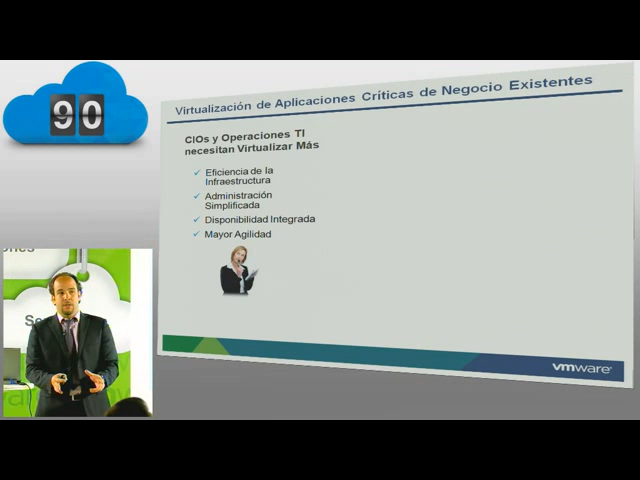 90
Virtualización de Aplicaciones Críticas de Negocio Existentes
CIOs y Operaciones TI
necesitan Virtualizar Más
Eficiencia de la
Infraestructura
Administración
Simplificada
Disponibilidad Integrada
Mayor Agilidad
vmware